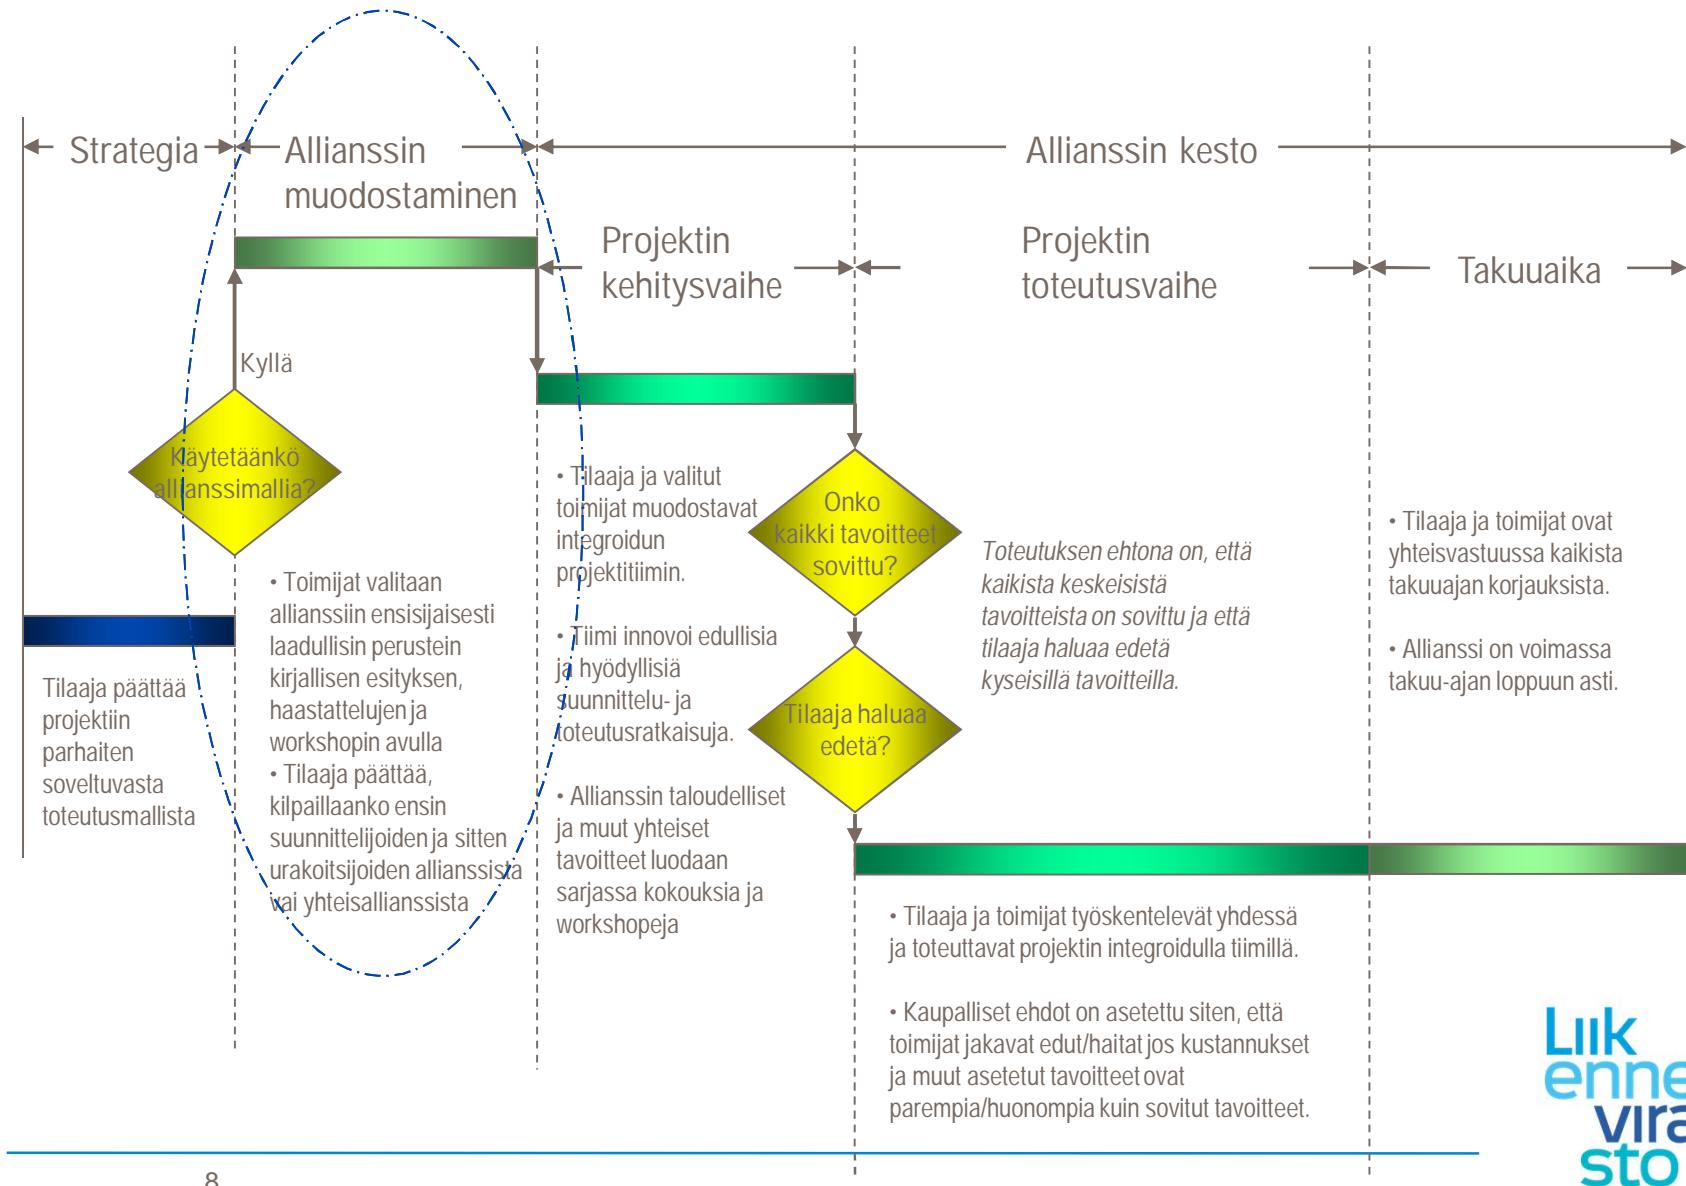 Strategia
Allianssin
muodostaminen
Allianssin kesto
Projektin
kehitysvaihe
Projektin
toteutusvaihe
Takuuaika
Kyllä
Käytetäänkö
allianssimallia?
Tilaaja päättää
projektiin
parhaiten
soveltuvasta
toteutusmallista
• Toimijat valitaan
allianssiin ensisijaisesti
laadullisin perustein
kirjallisen esityksen,
haastattelujen ja
workshopin avulla
• Tilaaja päättää,
kilpaillaanko ensin
suunnittelijoiden ja sitten
urakoitsijoiden allianssista
vai yhteisallianssista
• Tilaaja ja valitut
toimijat muodostavat
integroidun
projektitiimin.
• Tiimi innovoi edullisia
ja hyödyllisiä
suunnittelu- ja
toteutusratkaisuja.
• Allianssin taloudelliset
ja muut yhteiset
tavoitteet luodaan
sarjassa kokouksia ja
workshopeja
Onko
kaikki tavoitteet
sovittu?
Tilaaja haluaa
edetä?
Toteutuksen ehtona on, että
kaikista keskeisistä
tavoitteista on sovittu ja että
tilaaja haluaa edetä
kyseisillä tavoitteilla.
• Tilaaja ja toimijat ovat
yhteisvastuussa kaikista
takuuajan korjauksista.
• Allianssi on voimassa
takuu-ajan loppuun asti.
• Tilaaja ja toimijat työskentelevät yhdessä
ja toteuttavat projektin integroidulla tiimillä.
• Kaupalliset ehdot on asetettu siten, että
toimijat jakavat edut/haitat jos kustannukset
ja muut asetetut tavoitteet ovat
parempia/huonompia kuin sovitut tavoitteet.
Liik
enne
vira
sto
8